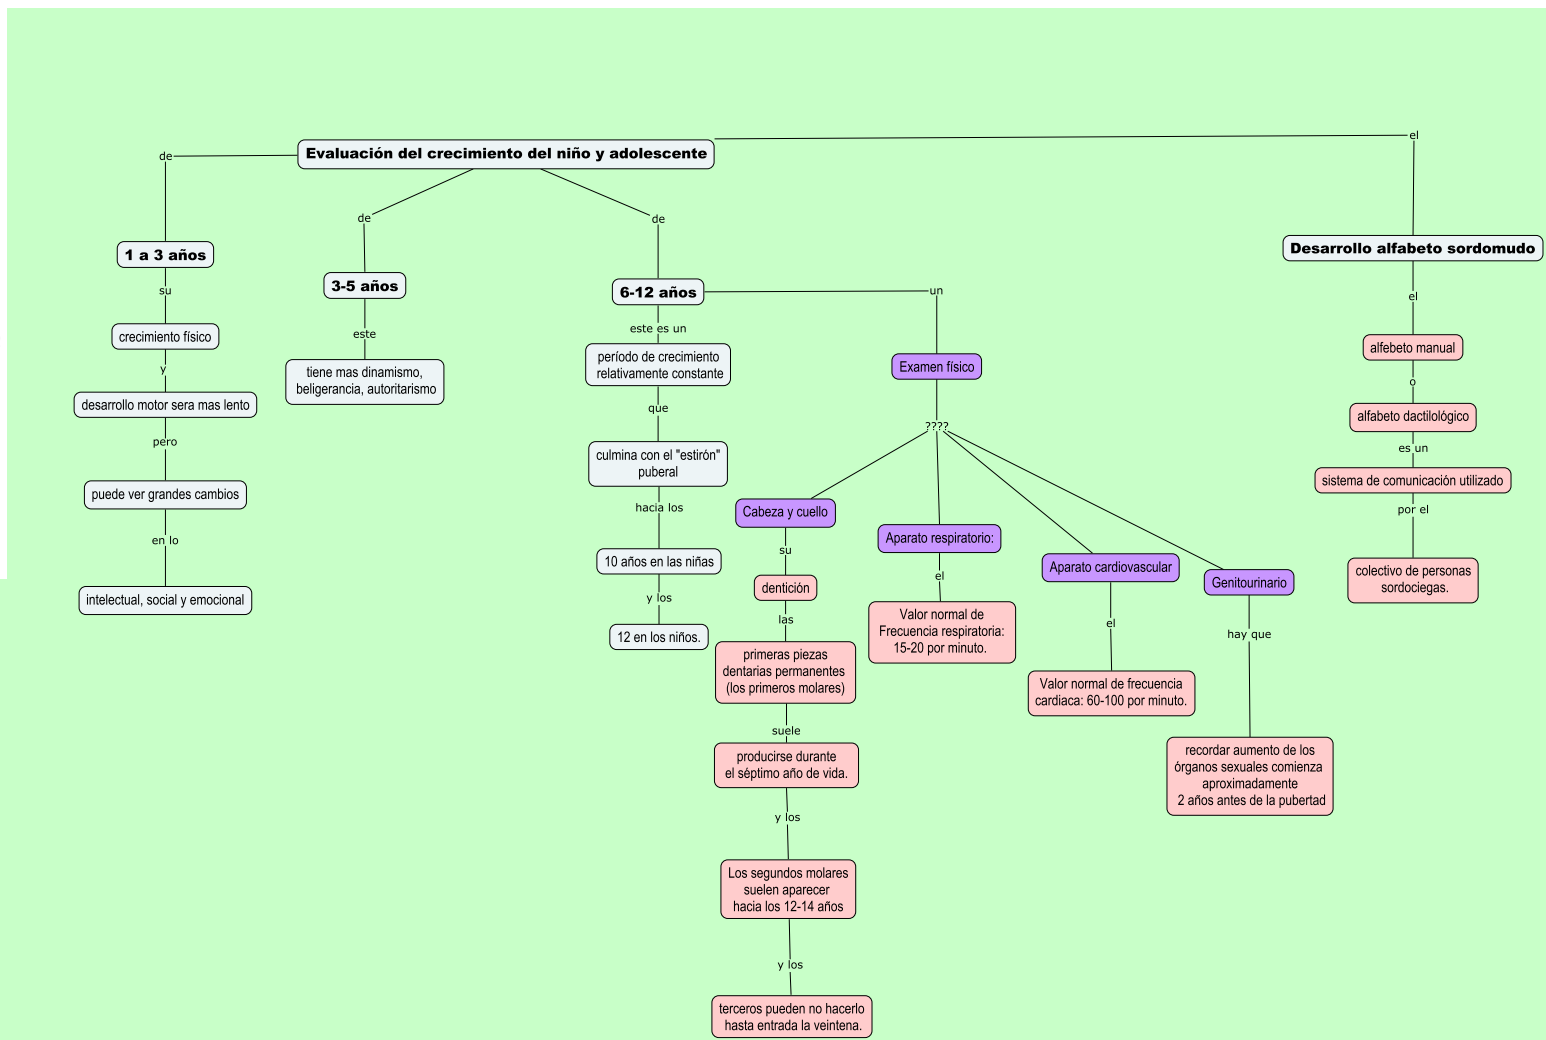 Evaluación del crecimiento del niño y adolescente
de
1 a 3 años
su
crecimiento físico
y
desarrollo motor sera mas lento
pero
puede ver grandes cambios
en lo
intelectual, social y emocional
de
3-5 años
este
tiene mas dinamismo,
beligerancia, autoritarismo
de
6-12 años
este es un
período de crecimiento
relativamente constante
que
culmina con el "estirón"
puberal
hacia los
10 años en las niñas
y los
12 en los niños.
un
Examen físico
????
Cabeza y cuello
su
dentición
las
primeras piezas
dentarias permanentes
(los primeros molares)
suele
producirse durante
el séptimo año de vida.
y los
Los segundos molares
suelen aparecer
hacia los 12-14 años
y los
terceros pueden no hacerlo
hasta entrada la veintena.
Aparato respiratorio:
el
Valor normal de
Frecuencia respiratoria:
15-20 por minuto.
Aparato cardiovascular
el
Valor normal de frecuencia
cardiaca: 60-100 por minuto.
Genitourinario
hay que
recordar aumento de los
órganos sexuales comienza
aproximadamente
2 años antes de la pubertad
el
Desarrollo alfabeto sordomudo
el
alfebeto manual
o
alfabeto dactilológico
es un
sistema de comunicación utilizado
por el
colectivo de personas
sordociegas.